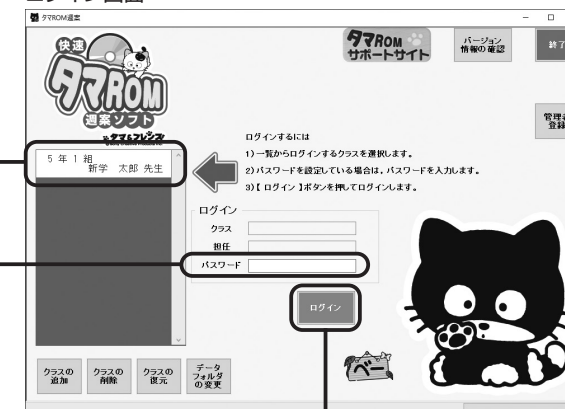 ログイン画面
タマROM週案
快速
タマROM
週案ソフト
タマ&フレンズ
タマROM
サポートサイト
バージョン
情報の確認
終了
管理者
登録
5年1組
新学 太郎 先生
ログインするには
1)一覧からログインするクラスを選択します。
2)パスワードを設定している場合は，パスワードを入力します。
3)【 ログイン 】ボタンを押してログインします。
ログイン
クラス
担任
パスワード
ログイン
べー
クラスの
追加
クラスの
削除
クラスの
復元
データ
フォルダ
の変更